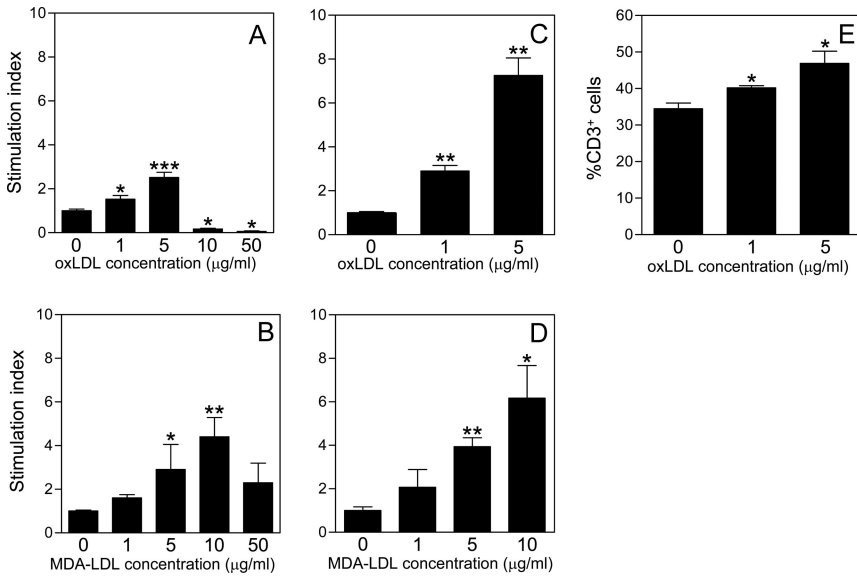 A
Stimulation index
10
8
6
4
2
0
* *** * *
0 1 5 10 50
oxLDL concentration (μg/ml)
C
10
8
6
4
2
0
** **
0 1 5
oxLDL concentration (μg/ml)
E
%CD3⁺ cells
60
50
40
30
20
10
0
* *
0 1 5
oxLDL concentration (μg/ml)
B
Stimulation index
10
8
6
4
2
0
* **
0 1 5 10 50
MDA-LDL concentration (μg/ml)
D
10
8
6
4
2
0
** *
0 1 5 10
MDA-LDL concentration (μg/ml)